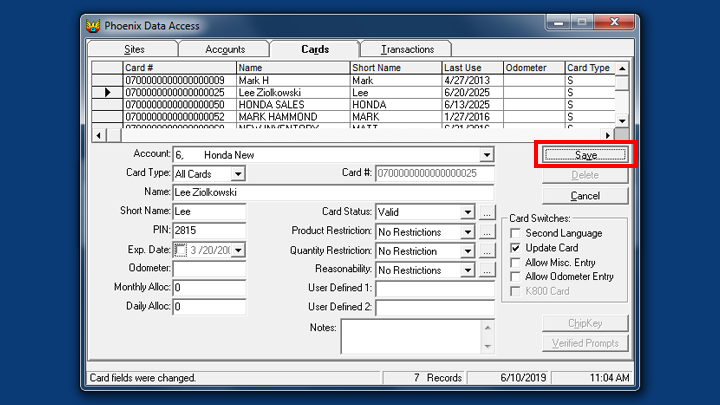 Phoenix Data Access
Sites Accounts Cards Transactions
Card # Name Short Name Last Use Odometer Card Type
0700000000000000009 Mark H Mark 4/27/2013 S
0700000000000000025 Lee Ziolkowski Lee 6/20/2025 S
0700000000000000050 HONDA SALES HONDA 6/13/2025 S
0700000000000000052 MARK HAMMOND MARK 1/27/2016 S
NEW INVENTORY MATT 6/21/2016 S
Account: 6, Honda New Save
Card Type: All Cards Card #: 0700000000000000025 Delete
Name: Lee Ziolkowski Cancel
Short Name: Lee Card Status: Valid ... Card Switches:
PIN: 2815 Product Restriction: No Restrictions ... Second Language
Exp. Date: 3 /20/200 Quantity Restriction: No Restriction ... Update Card
Odometer: Reasonability: No Restrictions ... Allow Misc. Entry
Monthly Alloc: 0 User Defined 1: Allow Odometer Entry
Daily Alloc: 0 User Defined 2: K800 Card
Notes: ChipKey
Verified Prompts
Card fields were changed. 7 Records 6/10/2019 11:04 AM